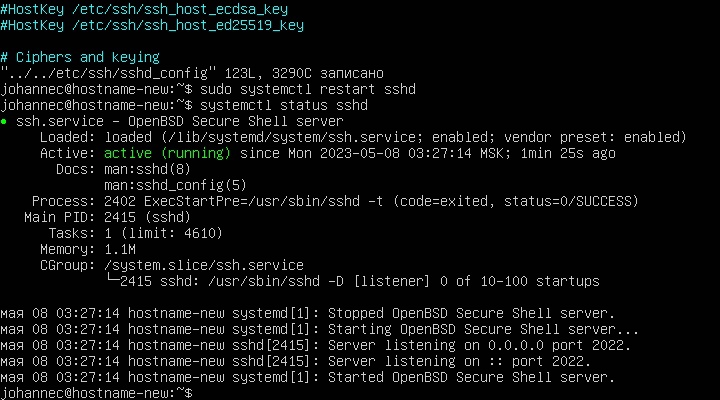 #HostKey /etc/ssh/ssh_host_ecdsa_key
#HostKey /etc/ssh/ssh_host_ed25519_key
# Ciphers and keying
"../../etc/ssh/sshd_config" 123L, 3290C записано
johannec@hostname-new:~$ sudo systemctl restart sshd
johannec@hostname-new:~$ systemctl status sshd
● ssh.service - OpenBSD Secure Shell server
Loaded: loaded (/lib/systemd/system/ssh.service; enabled; vendor preset: enabled)
Active: active (running) since Mon 2023-05-08 03:27:14 MSK; 1min 25s ago
Docs: man:sshd(8)
man:sshd_config(5)
Process: 2402 ExecStartPre=/usr/sbin/sshd -t (code=exited, status=0/SUCCESS)
Main PID: 2415 (sshd)
Tasks: 1 (limit: 4610)
Memory: 1.1M
CGroup: /system.slice/ssh.service
└─2415 sshd: /usr/sbin/sshd -D [listener] 0 of 10-100 startups
мая 08 03:27:14 hostname-new systemd[1]: Stopped OpenBSD Secure Shell server.
мая 08 03:27:14 hostname-new systemd[1]: Starting OpenBSD Secure Shell server...
мая 08 03:27:14 hostname-new sshd[2415]: Server listening on 0.0.0.0 port 2022.
мая 08 03:27:14 hostname-new sshd[2415]: Server listening on :: port 2022.
мая 08 03:27:14 hostname-new systemd[1]: Started OpenBSD Secure Shell server.
johannec@hostname-new:~$